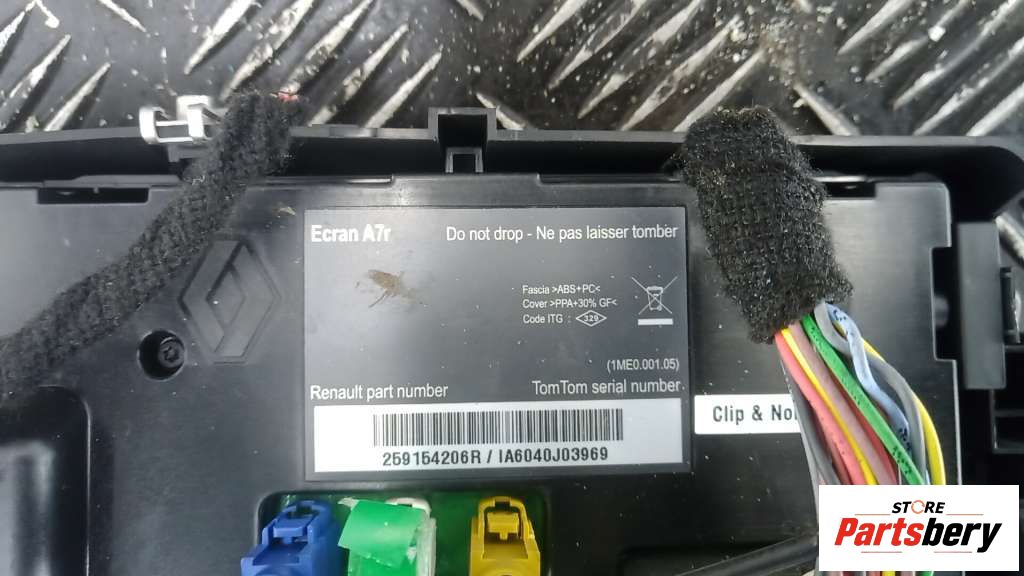 Ecran A7r
Do not drop - Ne pas laisser tomber
Fascia >ABS+PC<
Cover >PPA+30% GF<
Code ITG : 329
(1ME0.001.05)
Renault part number
TomTom serial number
Clip & No
259154206R / IA6040J03969
STORE
Partsbery